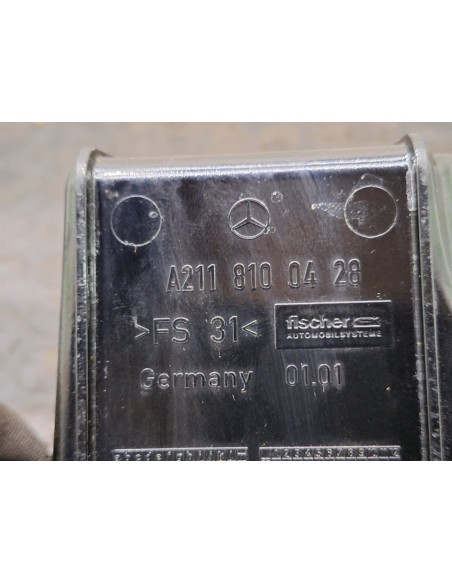 A211 810 04 28
>FS 31< fischer
AUTOMOBILSYSTEME
Germany 01.01